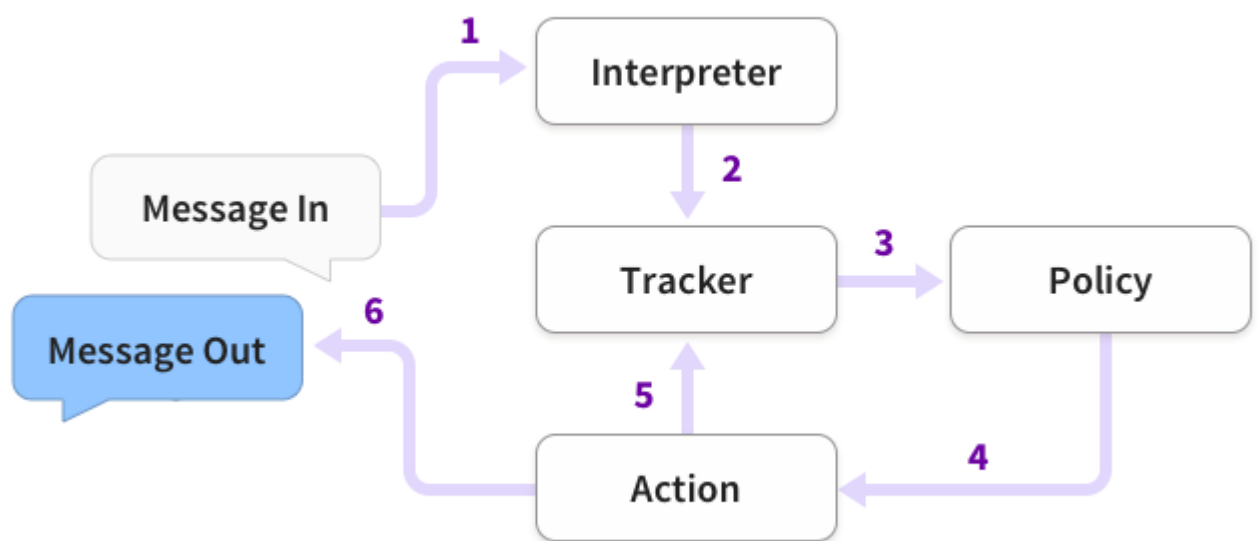 1
Interpreter
2
Message In
3
Tracker
Policy
6
Message Out
5
4
Action